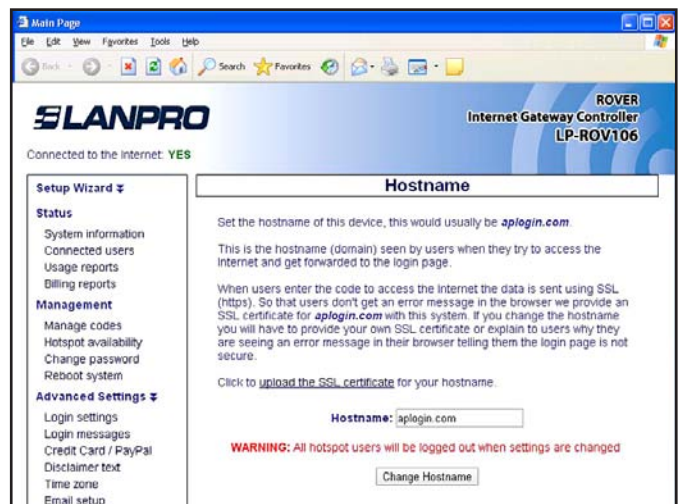 Main Page
File Edit View Favorites Tools Help
Back Search Favorites
LANPRO
ROVER
Internet Gateway Controller
LP-ROV106
Connected to the Internet: YES
Setup Wizard
Status
System information
Connected users
Usage reports
Billing reports
Management
Manage codes
Hotspot availability
Change password
Reboot system
Advanced Settings
Login settings
Login messages
Credit Card / PayPal
Disclaimer text
Time zone
Email setup
Hostname
Set the hostname of this device, this would usually be aplogin.com.
This is the hostname (domain) seen by users when they try to access the
Internet and get forwarded to the login page.
When users enter the code to access the Internet the data is sent using SSL
(https). So that users don't get an error message in the browser we provide an
SSL certificate for aplogin.com with this system. If you change the hostname
you will have to provide your own SSL certificate or explain to users why they
are seeing an error message in their browser telling them the login page is not
secure.
Click to upload the SSL certificate for your hostname.
Hostname: aplogin.com
WARNING: All hotspot users will be logged out when settings are changed
Change Hostname